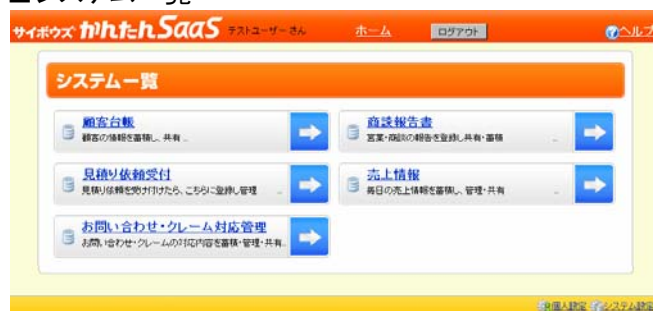 サイボウズ かんたんSaaS テストユーザーさん ホーム ログアウト ヘルプ
システム一覧
顧客台帳
顧客の情報を蓄積し、共有 ..
商談報告書
営業・商談の報告を登録し共有・蓄積 ..
見積り依頼受付
見積り依頼を受け付けたら、こちらに登録し管理 ..
売上情報
毎日の売上情報を蓄積し、管理・共有 ..
お問い合わせ・クレーム対応管理
お問い合わせ・クレームの対応内容を蓄積・管理・共有..
個人設定 システム設定